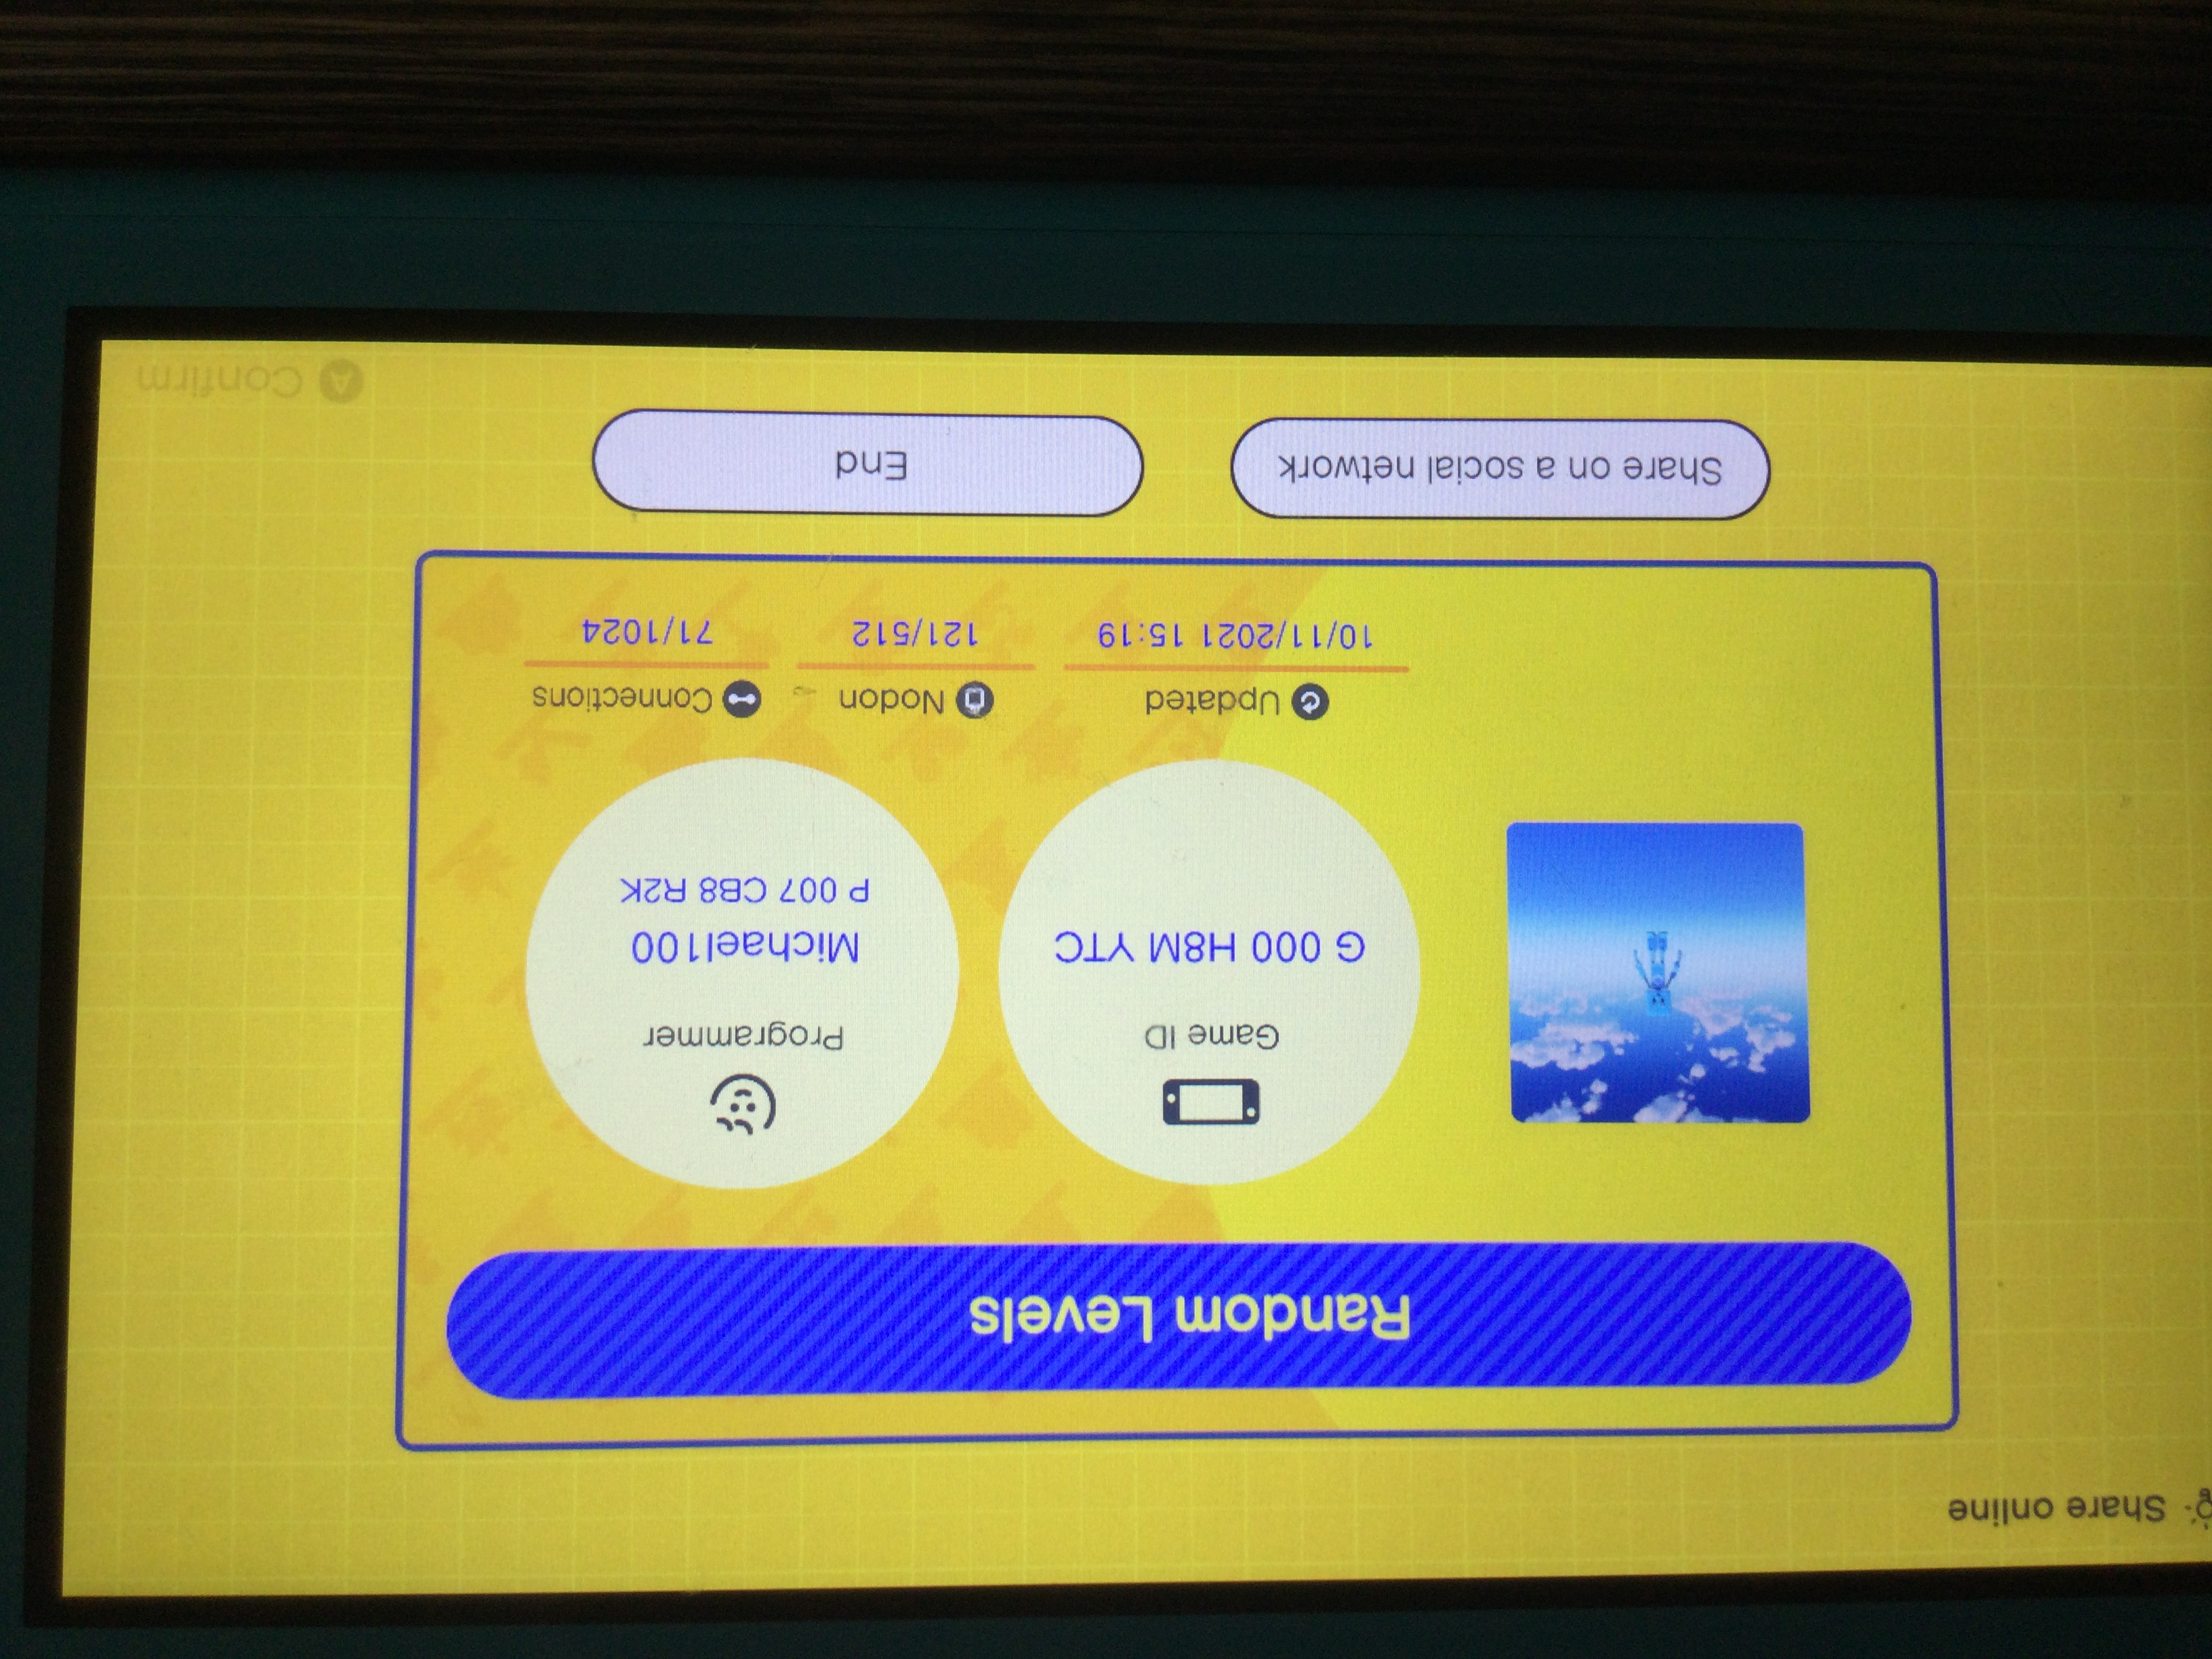 Share online
Random Levels
Game ID
G 000 H8M YTC
Programmer
Michael100
P 007 CB8 R2K
Updated
10/11/2021 15:19
Nodon
121/512
Connections
71/1024
Share on a social network
End
A Confirm